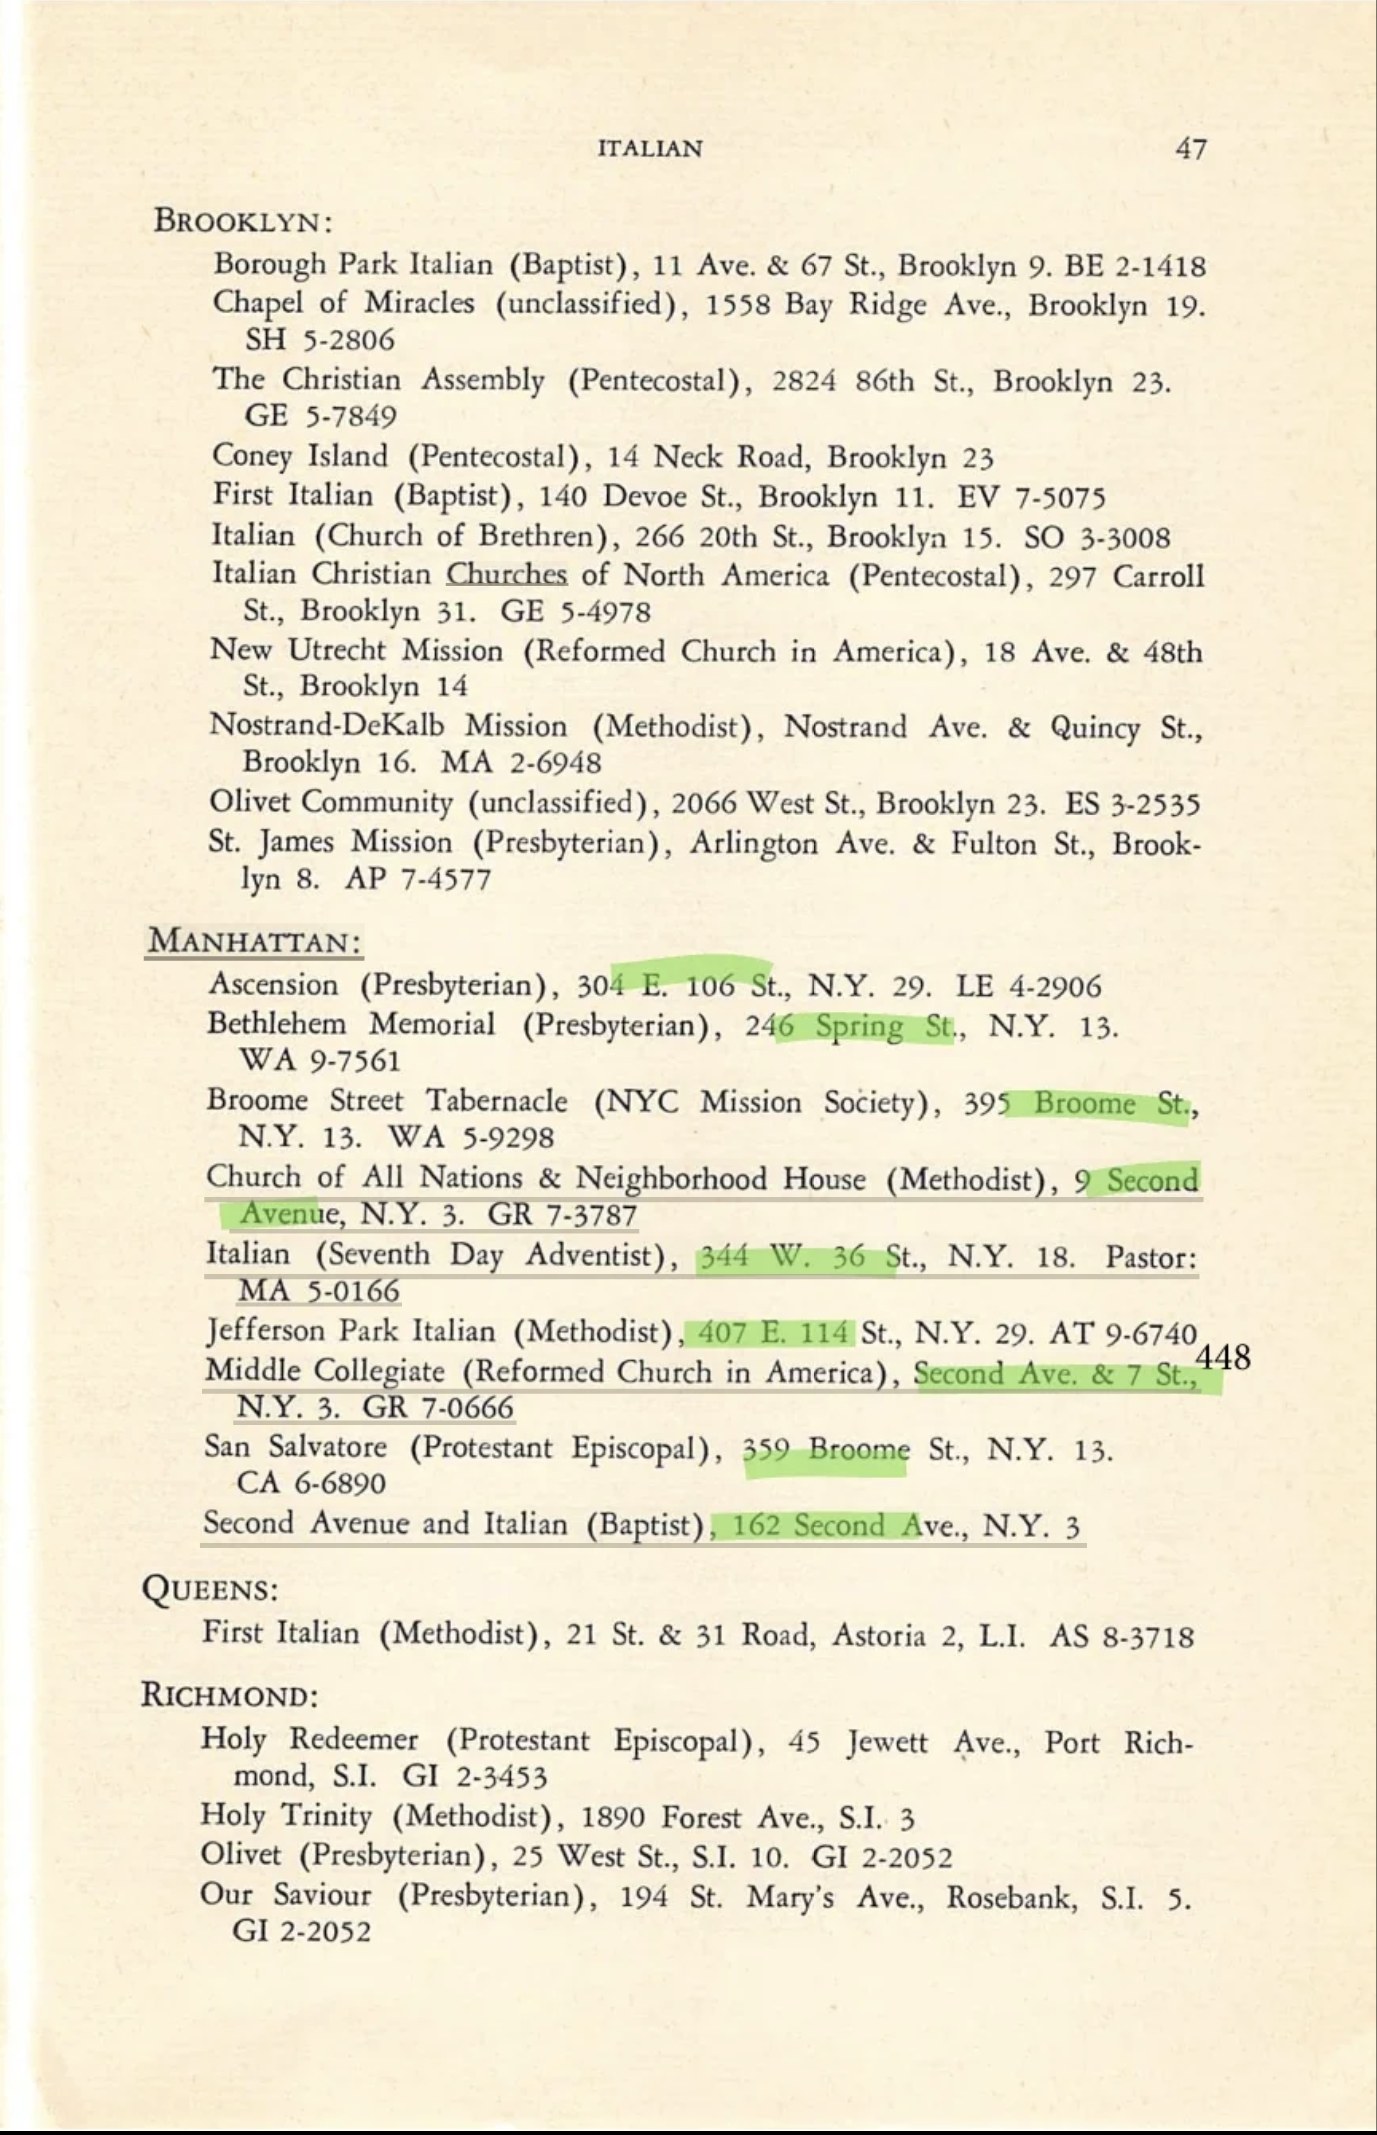 ITALIAN 47
BROOKLYN:
Borough Park Italian (Baptist), 11 Ave. & 67 St., Brooklyn 9. BE 2-1418
Chapel of Miracles (unclassified), 1558 Bay Ridge Ave., Brooklyn 19.
SH 5-2806
The Christian Assembly (Pentecostal), 2824 86th St., Brooklyn 23.
GE 5-7849
Coney Island (Pentecostal), 14 Neck Road, Brooklyn 23
First Italian (Baptist), 140 Devoe St., Brooklyn 11. EV 7-5075
Italian (Church of Brethren), 266 20th St., Brooklyn 15. SO 3-3008
Italian Christian Churches of North America (Pentecostal), 297 Carroll
St., Brooklyn 31. GE 5-4978
New Utrecht Mission (Reformed Church in America), 18 Ave. & 48th
St., Brooklyn 14
Nostrand-DeKalb Mission (Methodist), Nostrand Ave. & Quincy St.,
Brooklyn 16. MA 2-6948
Olivet Community (unclassified), 2066 West St., Brooklyn 23. ES 3-2535
St. James Mission (Presbyterian), Arlington Ave. & Fulton St., Brook-
lyn 8. AP 7-4577
MANHATTAN:
Ascension (Presbyterian), 304 E. 106 St., N.Y. 29. LE 4-2906
Bethlehem Memorial (Presbyterian), 246 Spring St., N.Y. 13.
WA 9-7561
Broome Street Tabernacle (NYC Mission Society), 395 Broome St.,
N.Y. 13. WA 5-9298
Church of All Nations & Neighborhood House (Methodist), 9 Second
Avenue, N.Y. 3. GR 7-3787
Italian (Seventh Day Adventist), 344 W. 36 St., N.Y. 18. Pastor:
MA 5-0166
Jefferson Park Italian (Methodist), 407 E. 114 St., N.Y. 29. AT 9-6740
Middle Collegiate (Reformed Church in America), Second Ave. & 7 St., 448
N.Y. 3. GR 7-0666
San Salvatore (Protestant Episcopal), 359 Broome St., N.Y. 13.
CA 6-6890
Second Avenue and Italian (Baptist), 162 Second Ave., N.Y. 3
QUEENS:
First Italian (Methodist), 21 St. & 31 Road, Astoria 2, L.I. AS 8-3718
RICHMOND:
Holy Redeemer (Protestant Episcopal), 45 Jewett Ave., Port Rich-
mond, S.I. GI 2-3453
Holy Trinity (Methodist), 1890 Forest Ave., S.I. 3
Olivet (Presbyterian), 25 West St., S.I. 10. GI 2-2052
Our Saviour (Presbyterian), 194 St. Mary's Ave., Rosebank, S.I. 5.
GI 2-2052